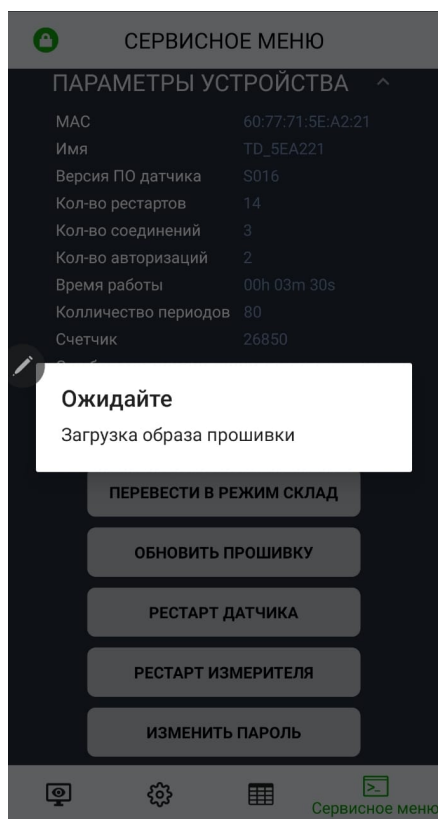 СЕРВИСНОЕ МЕНЮ
ПАРАМЕТРЫ УСТРОЙСТВА
MAC 60:77:71:5E:A2:21
Имя TD_5EA221
Версия ПО датчика S016
Кол-во рестартов 14
Кол-во соединений 3
Кол-во авторизаций 2
Время работы 00h 03m 30s
Колличество периодов 80
Счетчик 26850
Ожидайте
Загрузка образа прошивки
ПЕРЕВЕСТИ В РЕЖИМ СКЛАД
ОБНОВИТЬ ПРОШИВКУ
РЕСТАРТ ДАТЧИКА
РЕСТАРТ ИЗМЕРИТЕЛЯ
ИЗМЕНИТЬ ПАРОЛЬ
Сервисное меню